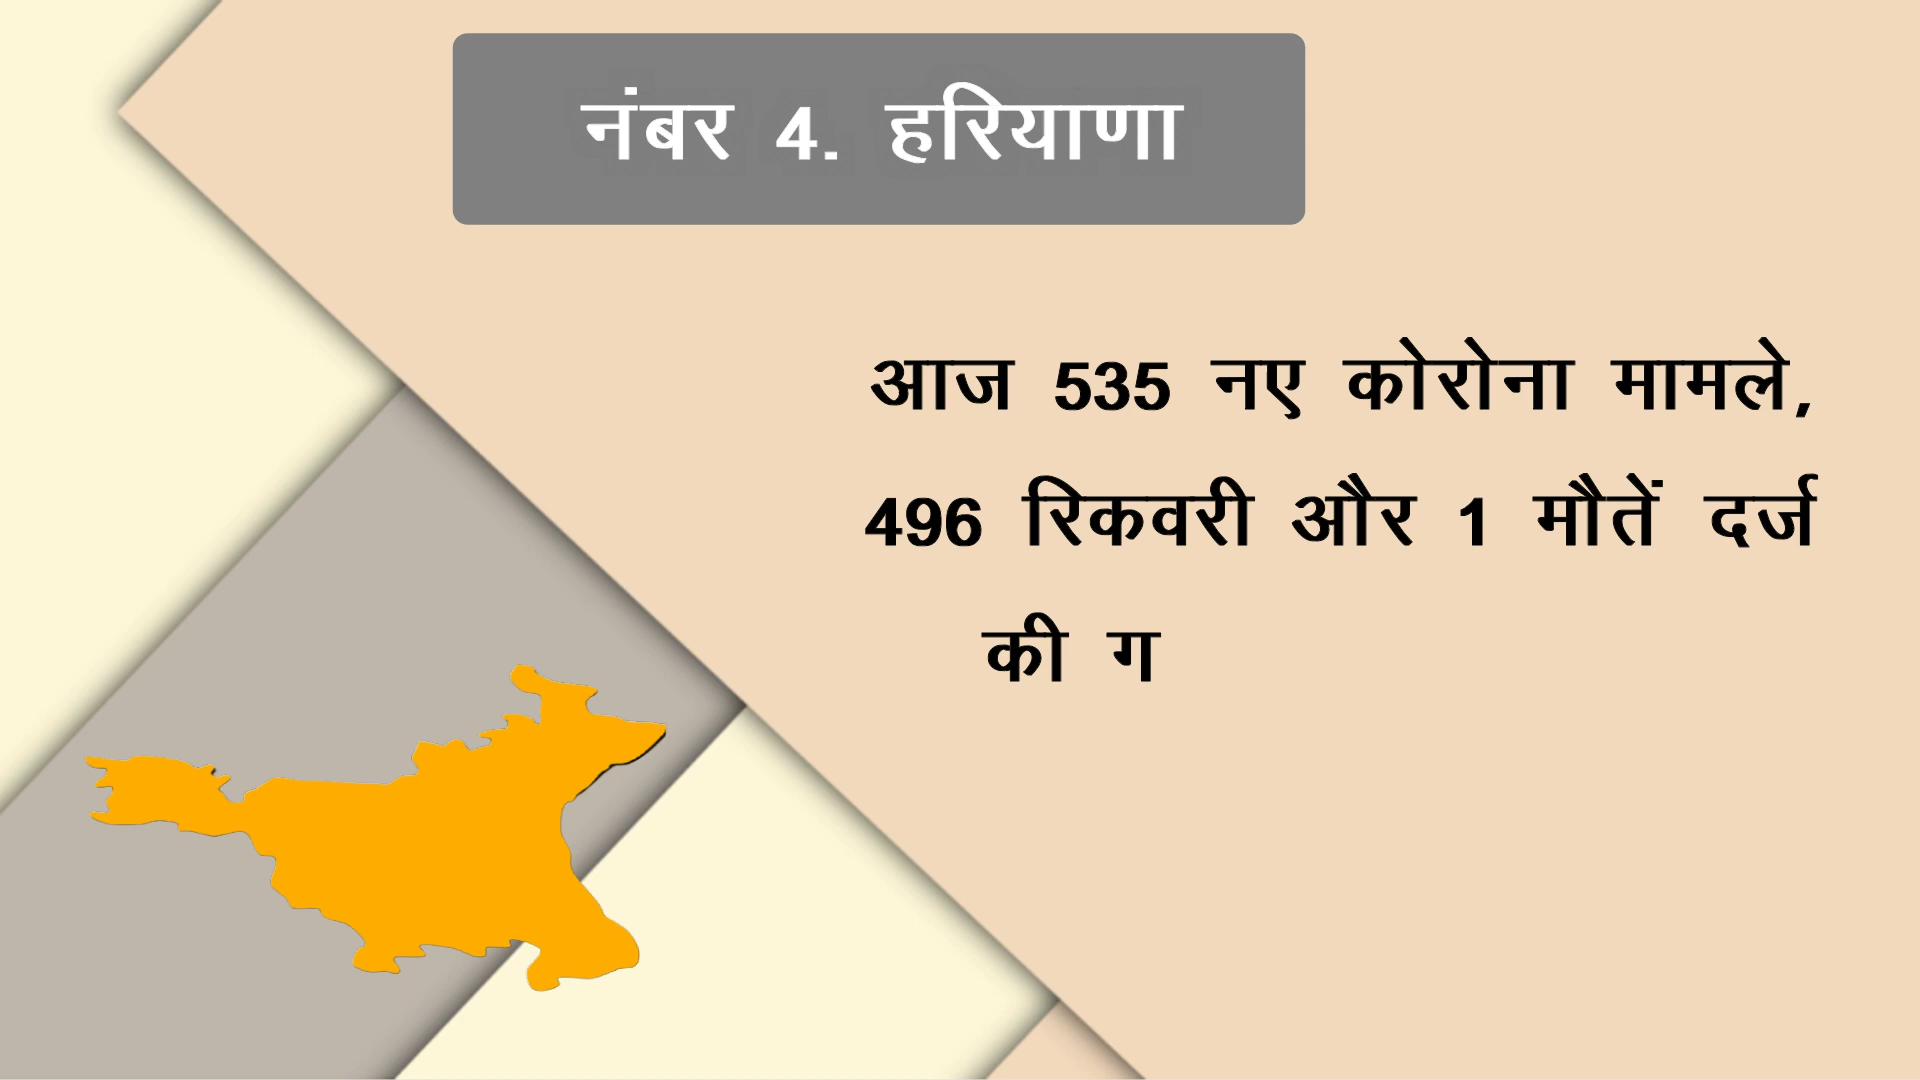 नंबर 4. हरियाणा
आज 535 नए कोरोना मामले,
496 रिकवरी और 1 मौतें दर्ज
की ग